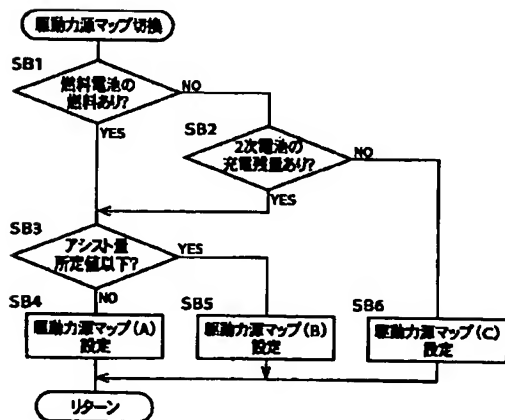 駆動力源マップ切換
SB1
燃料電池の
燃料あり?
NO
YES
SB2
2次電池の
充電残量あり?
NO
YES
SB3
アシスト量
所定値以下?
YES
NO
SB4
駆動力源マップ(A)
設定
SB5
駆動力源マップ(B)
設定
SB6
駆動力源マップ(C)
設定
リターン